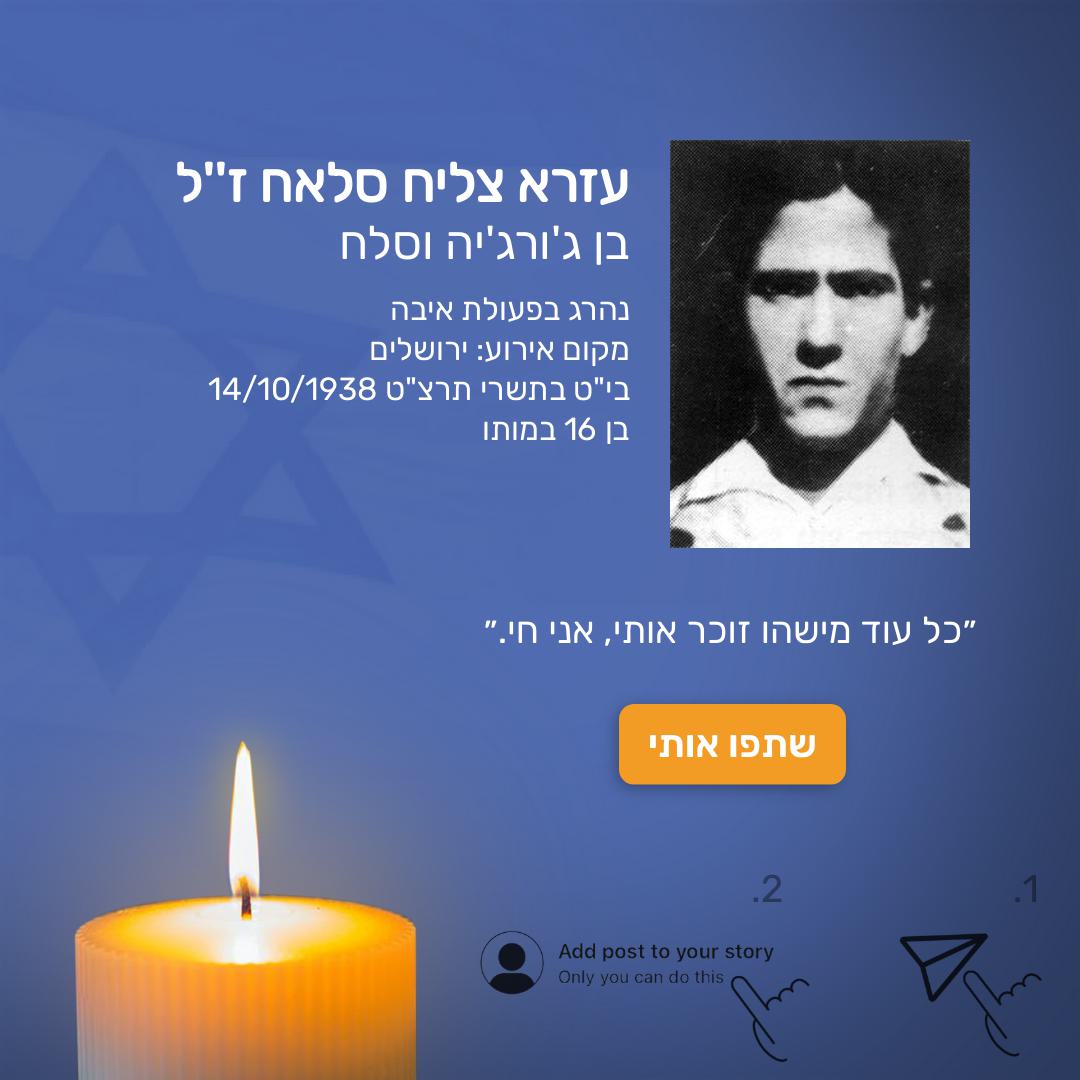 עזרא צליח סלאח ז''ל
בן ג'ורג'יה וסלח
נהרג בפעולת איבה
מקום אירוע: ירושלים
בי"ט בתשרי תרצ"ט 14/10/1938
בן 16 במותו
״כל עוד מישהו זוכר אותי, אני חי.״
שתפו אותי
.1
.2
Add post to your story
Only you can do this